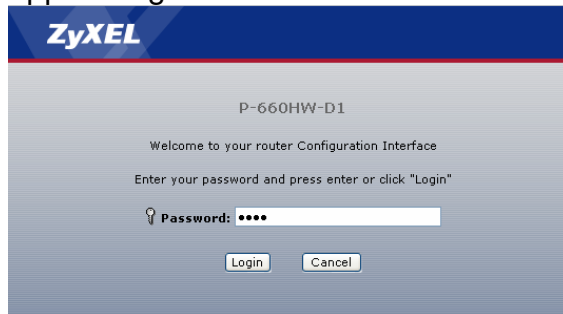 ZyXEL
P-660HW-D1
Welcome to your router Configuration Interface
Enter your password and press enter or click "Login"
Password: ••••
Login Cancel